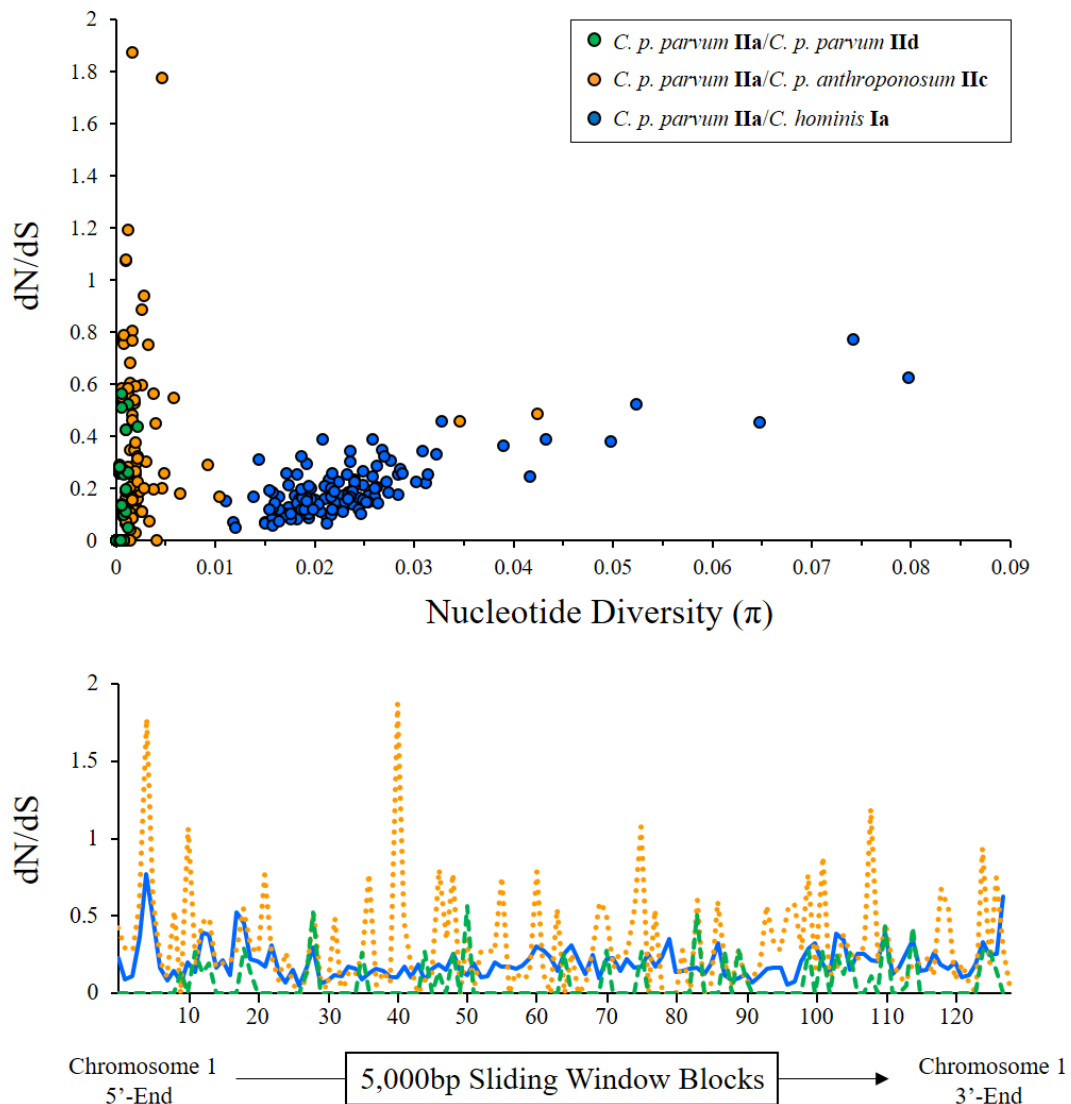 2
1.8
1.6
1.4
1.2
1
0.8
0.6
0.4
0.2
0
dN/dS
C. p. parvum IIa/C. p. parvum IId
C. p. parvum IIa/C. p. anthroponosum IIc
C. p. parvum IIa/C. hominis Ia
0 0.01 0.02 0.03 0.04 0.05 0.06 0.07 0.08 0.09
Nucleotide Diversity (π)
2
1.5
1
0.5
0
dN/dS
10 20 30 40 50 60 70 80 90 100 110 120
Chromosome 1
5’-End
5,000bp Sliding Window Blocks
Chromosome 1
3’-End